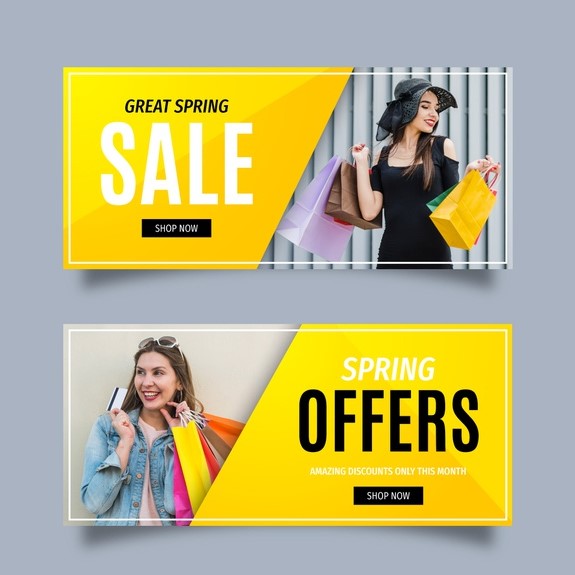 GREAT SPRING
SALE
SHOP NOW
SPRING
OFFERS
AMAZING DISCOUNTS ONLY THIS MONTH
SHOP NOW